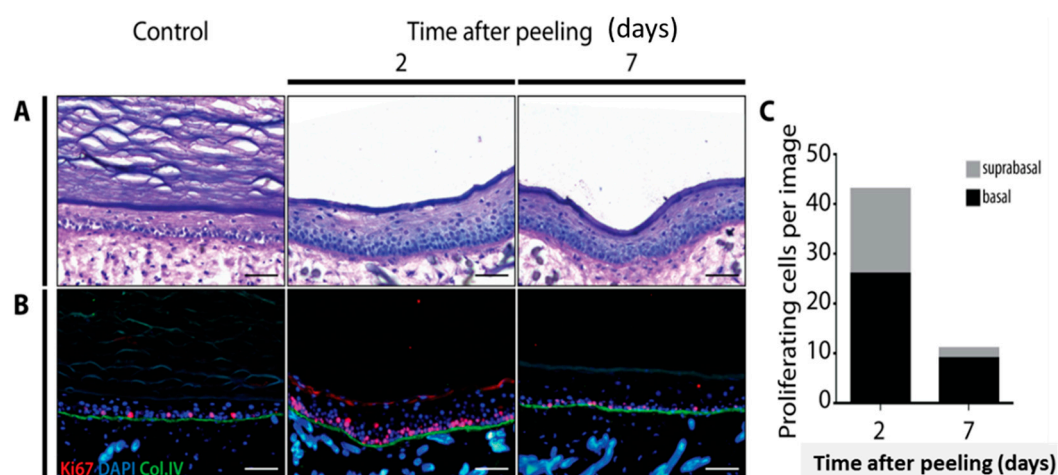 Control
Time after peeling (days)
2
7
A
B
Ki67 DAPI Col.IV
C
Proliferating cells per image
50
40
30
20
10
0
suprabasal
basal
2
7
Time after peeling (days)